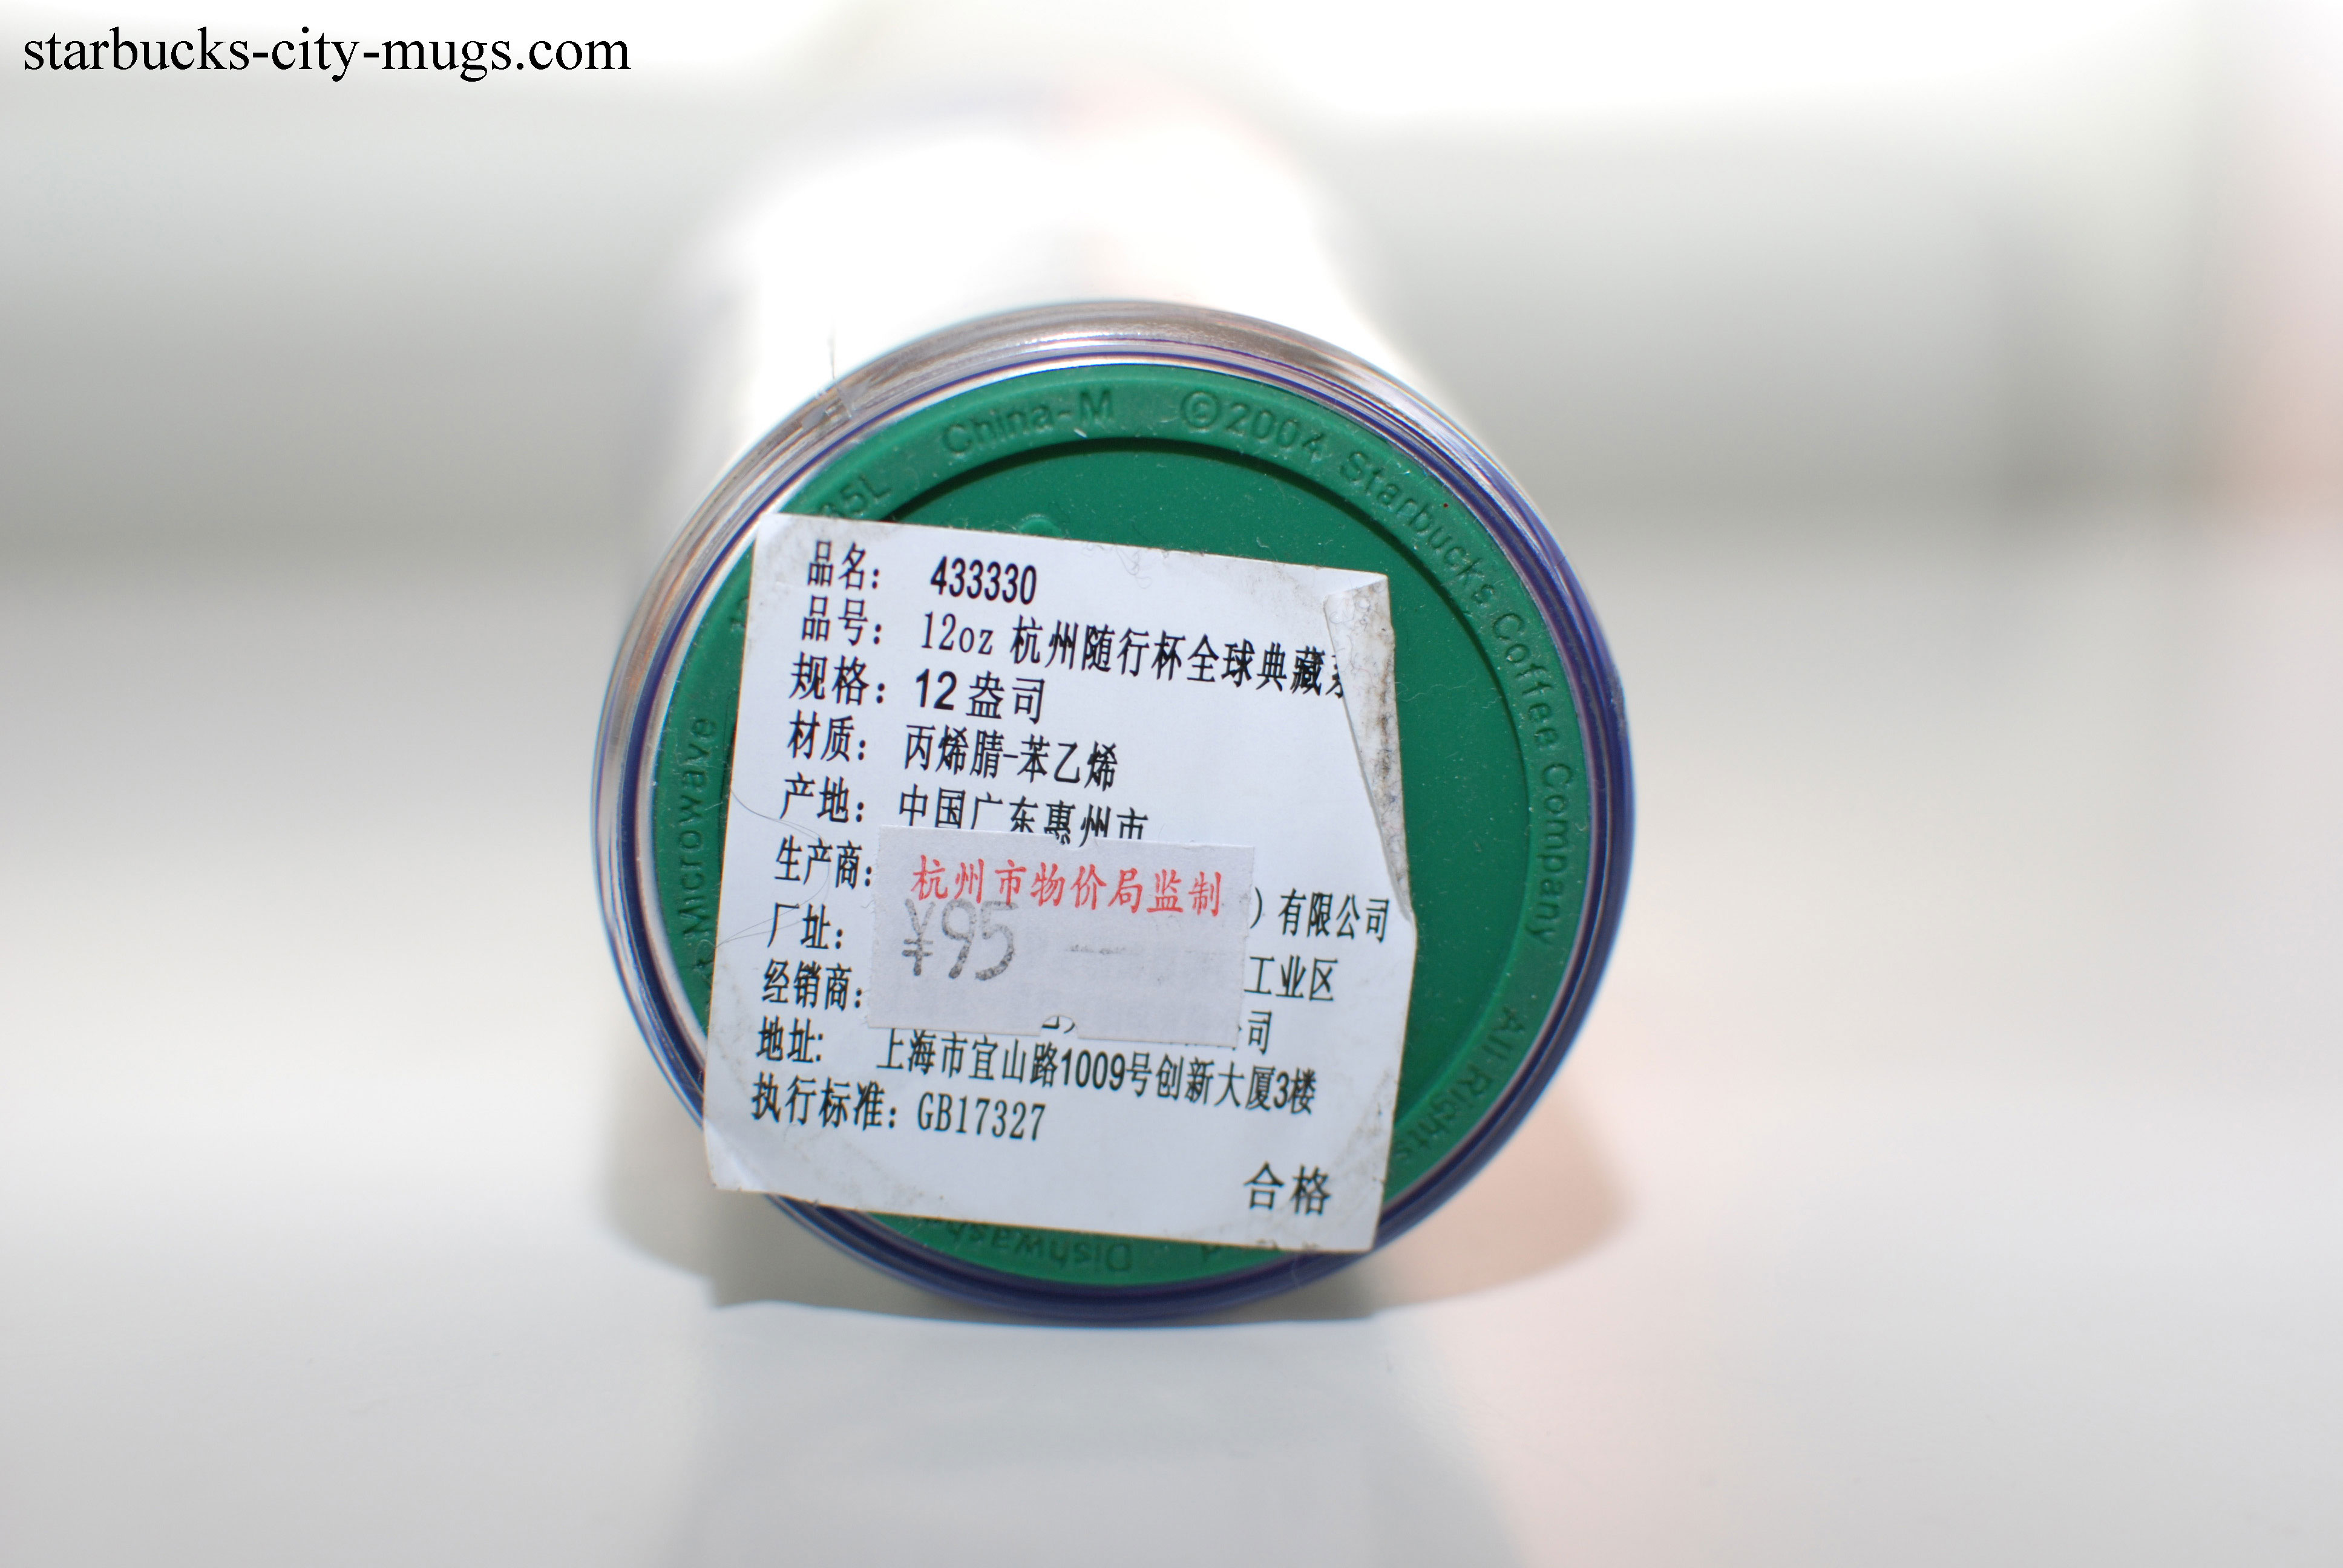 starbucks-city-mugs.com
China-M ©2004 Starbucks Coffee Company All Rights
Microwave
品名： 433330
品号： 12oz 杭州随行杯全球典藏
规格： 12盎司
材质： 丙烯腈-苯乙烯
产地： 中国广东惠州市
生产商： ）有限公司
厂址： 工业区
经销商： 公司
地址: 上海市宜山路1009号创新大厦3楼
执行标准：GB17327
合格
杭州市物价局监制
¥95